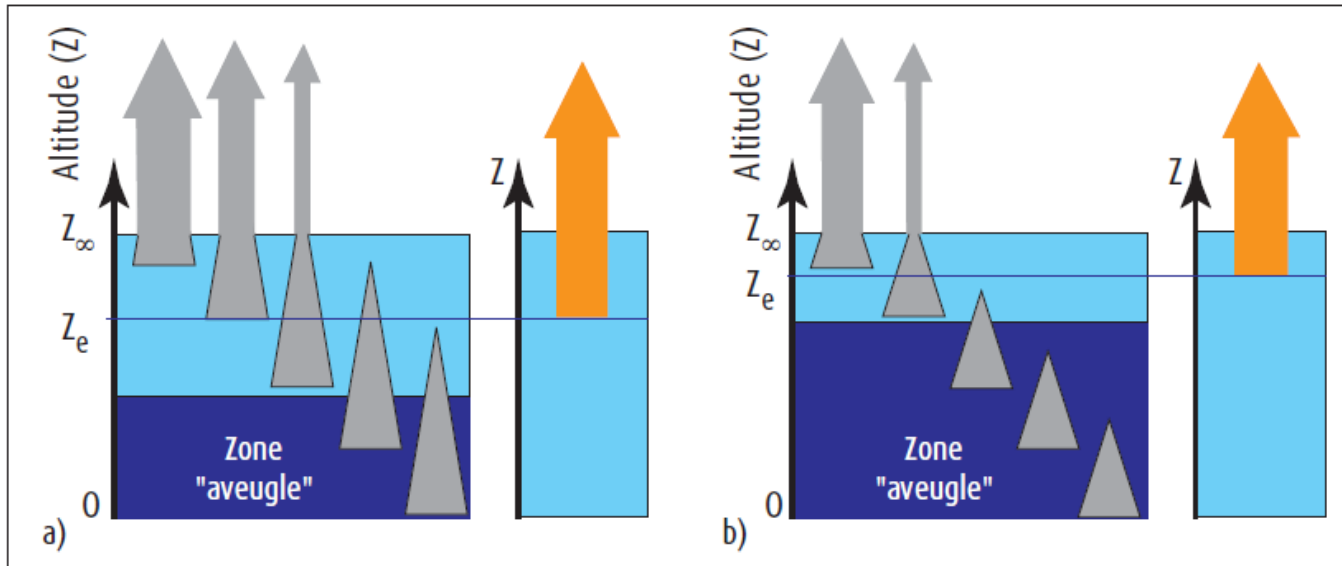 Altitude (Z)
Z∞
Ze
0
Zone
"aveugle"
a)
Z
Altitude (Z)
Z∞
Ze
0
Zone
"aveugle"
b)
Z